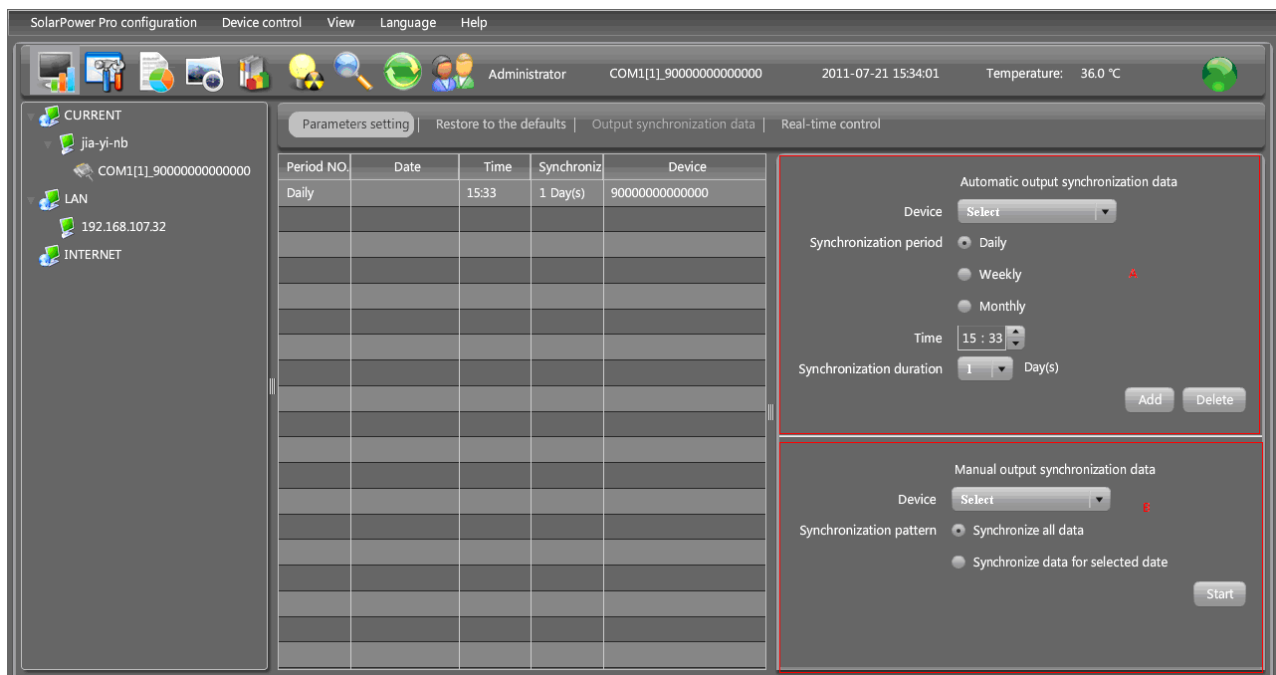 SolarPower Pro configuration Device control View Language Help
Administrator COM1[1]_90000000000000 2011-07-21 15:34:01 Temperature: 36.0 ℃
CURRENT
jia-yi-nb
COM1[1]_90000000000000
LAN
192.168.107.32
INTERNET
Parameters setting | Restore to the defaults | Output synchronization data | Real-time control
Period NO. Date Time Synchroniz Device
Daily 15:33 1 Day(s) 90000000000000
Automatic output synchronization data
Device Select
Synchronization period Daily
Weekly
A
Monthly
Time 15 : 33
Synchronization duration 1 Day(s)
Add Delete
Manual output synchronization data
Device Select
B
Synchronization pattern Synchronize all data
Synchronize data for selected date
Start